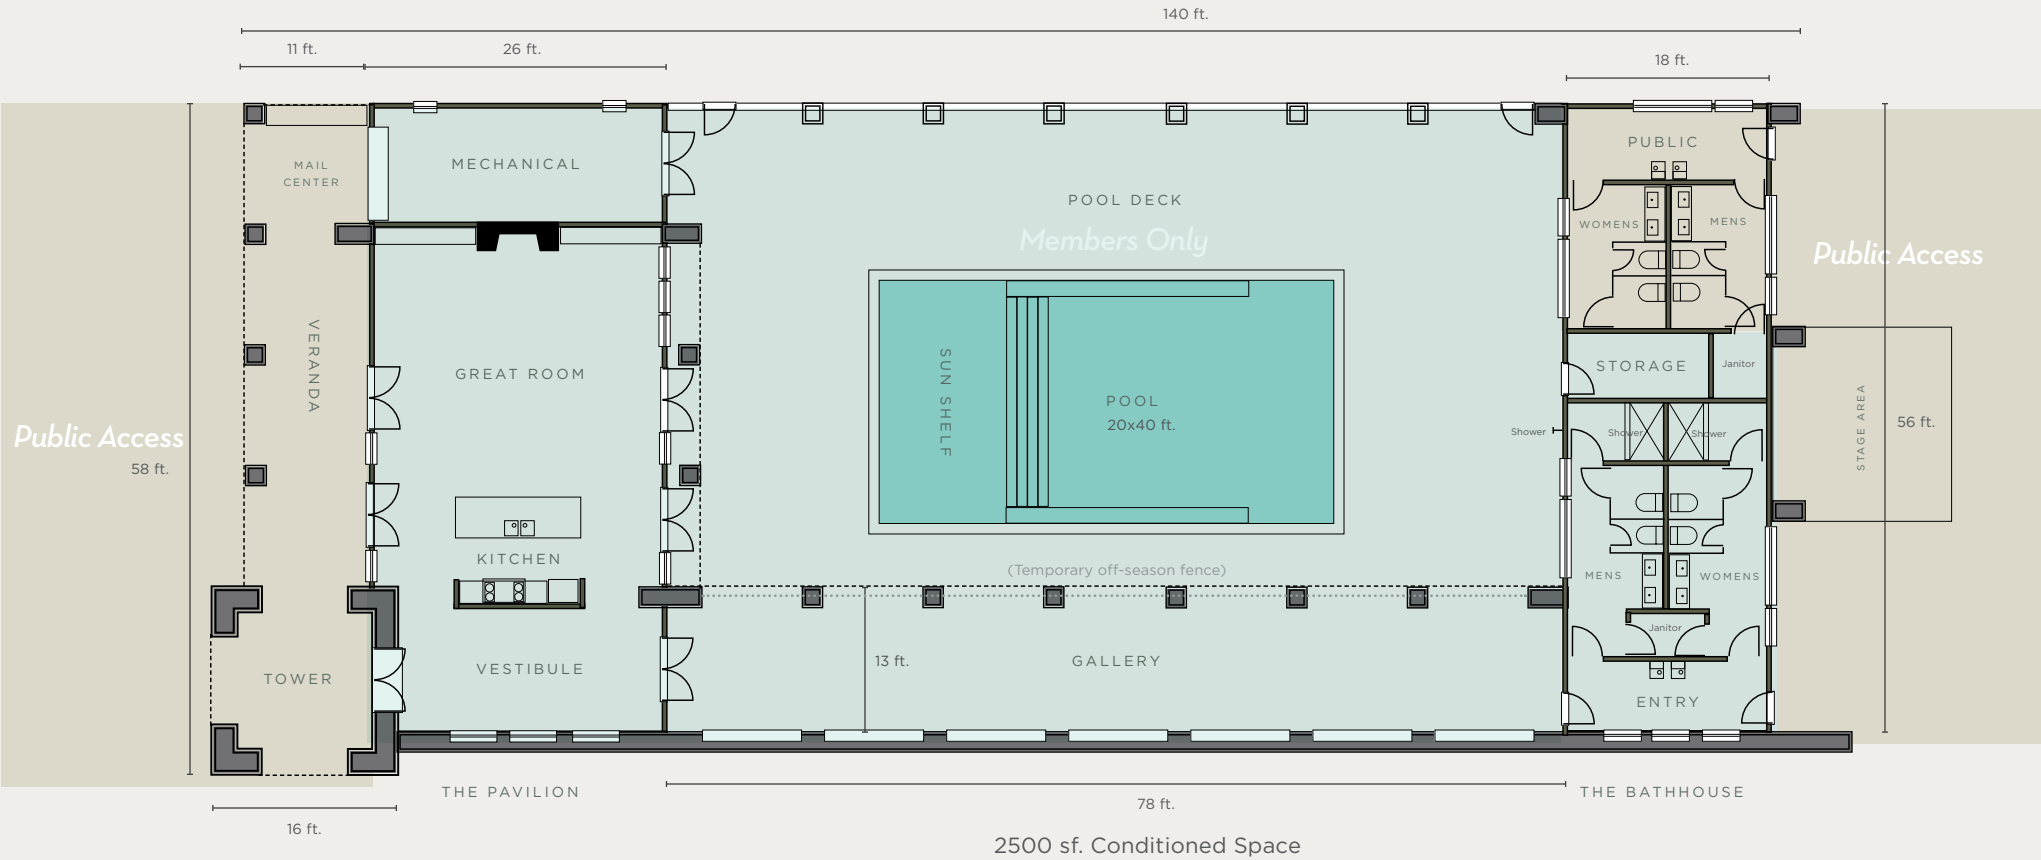 140 ft.
11 ft.
26 ft.
18 ft.
MAIL
CENTER
MECHANICAL
POOL DECK
Members Only
PUBLIC
WOMENS
MENS
Public Access
VERANDA
GREAT ROOM
SUN SHELF
POOL
20x40 ft.
STORAGE
Janitor
STAGE AREA
56 ft.
Public Access
58 ft.
Shower
Shower
Shower
KITCHEN
(Temporary off-season fence)
MENS
WOMENS
Janitor
TOWER
VESTIBULE
13 ft.
GALLERY
ENTRY
THE PAVILION
78 ft.
THE BATHHOUSE
16 ft.
2500 sf. Conditioned Space